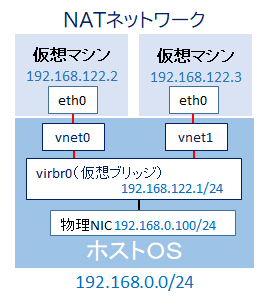 NATネットワーク
仮想マシン 仮想マシン
192.168.122.2 192.168.122.3
eth0 eth0
vnet0 vnet1
virbr0(仮想ブリッジ)
192.168.122.1/24
物理NIC192.168.0.100/24
ホストOS
192.168.0.0/24